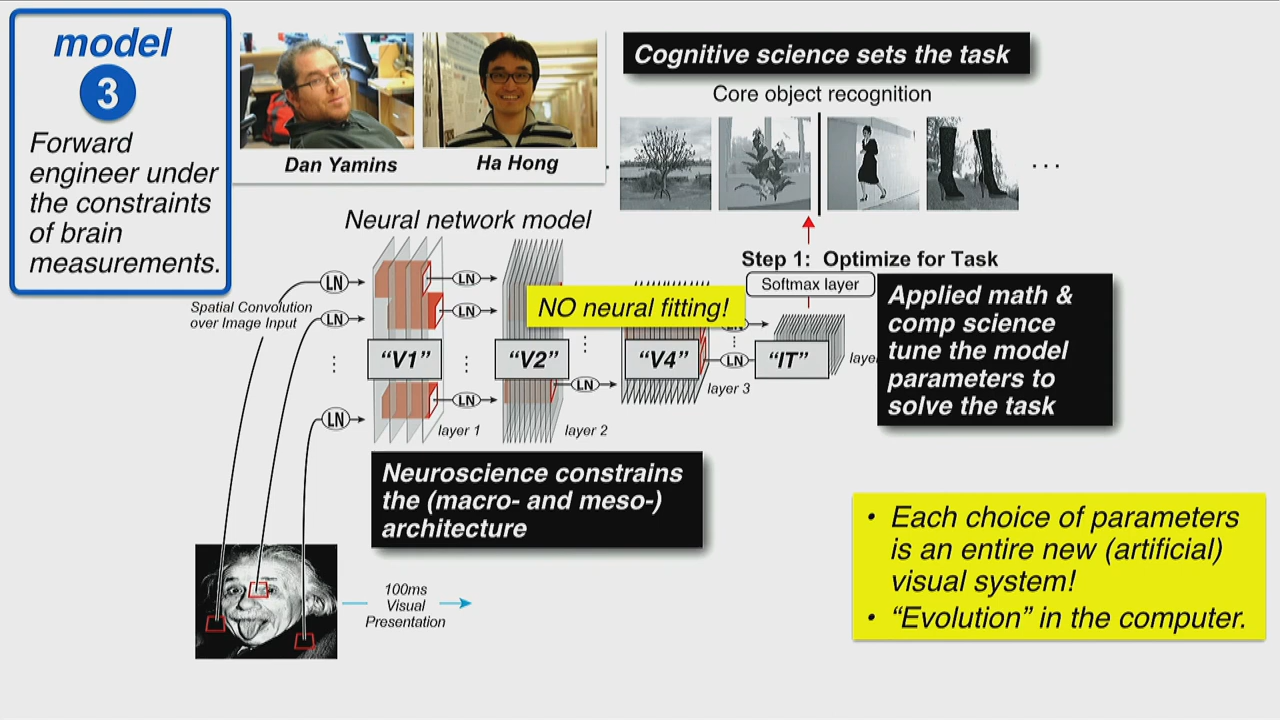 model
3
Forward
engineer under
the constraints
of brain
measurements.
Dan Yamins
Ha Hong
Cognitive science sets the task
Core object recognition
...
Neural network model
Step 1: Optimize for Task
Softmax layer
Spatial Convolution
over Image Input
LN
LN
LN
LN
LN
LN
LN
LN
LN
NO neural fitting!
"V1"
"V2"
"V4"
"IT"
layer 1
layer 2
layer 3
laye
Applied math &
comp science
tune the model
parameters to
solve the task
Neuroscience constrains
the (macro- and meso-)
architecture
100ms
Visual
Presentation
• Each choice of parameters
is an entire new (artificial)
visual system!
• "Evolution" in the computer.